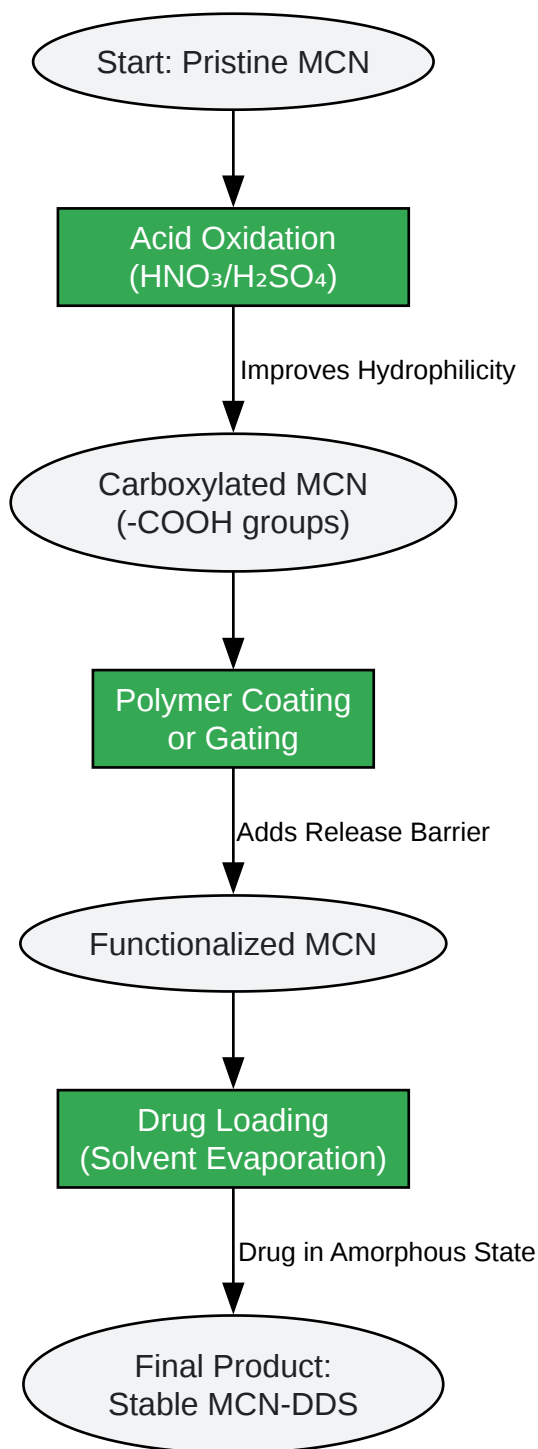 Start: Pristine MCN
Acid Oxidation
(HNO₃/H₂SO₄)
Improves Hydrophilicity
Carboxylated MCN
(-COOH groups)
Polymer Coating
or Gating
Adds Release Barrier
Functionalized MCN
Drug Loading
(Solvent Evaporation)
Drug in Amorphous State
Final Product:
Stable MCN-DDS